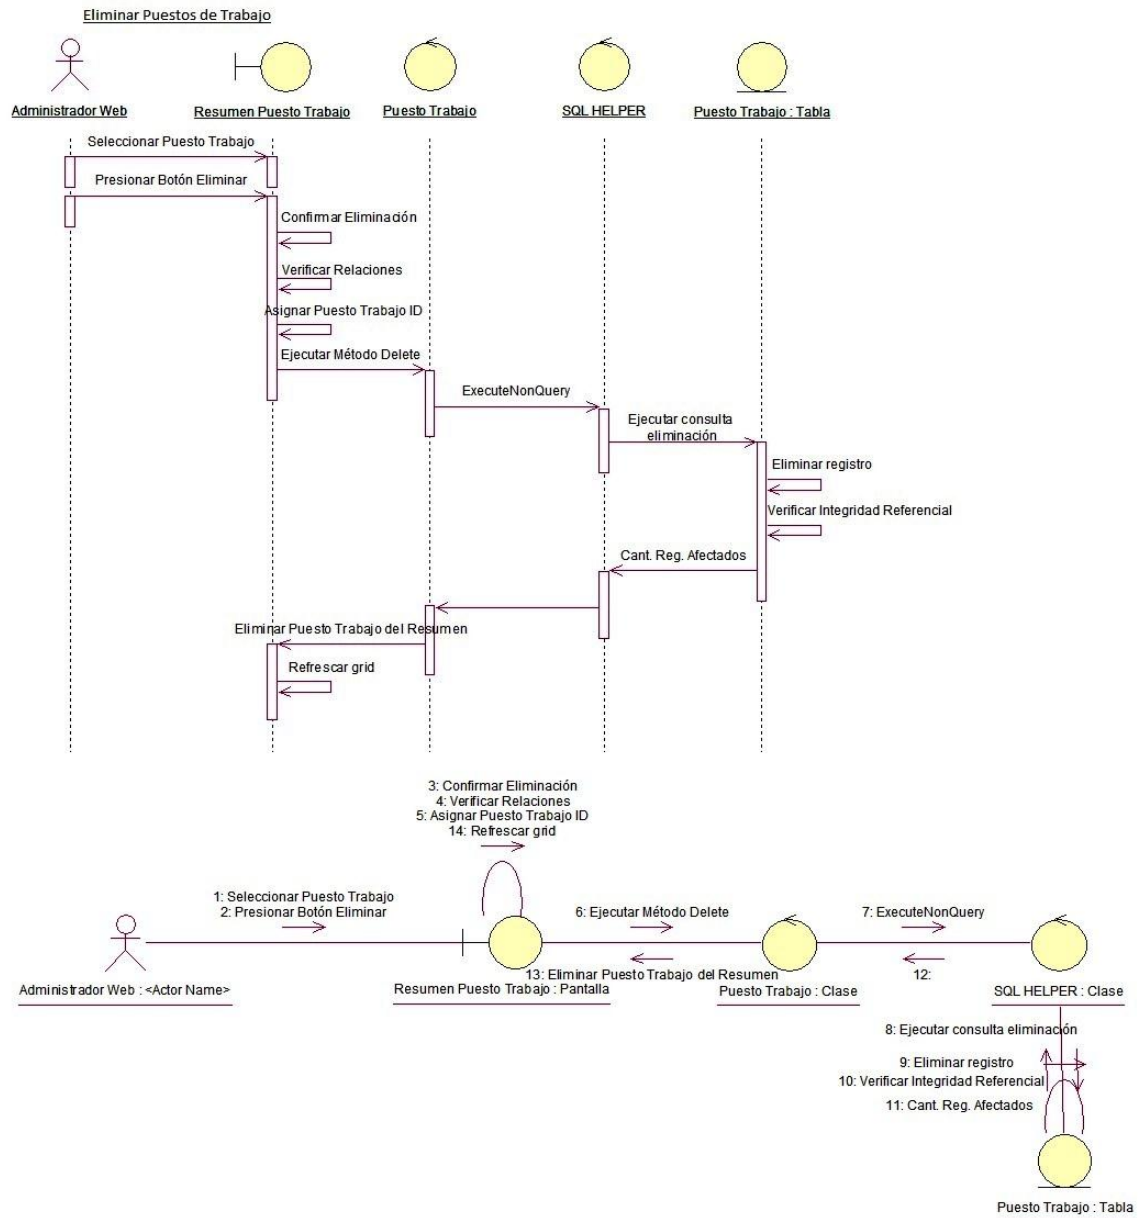 Eliminar Puestos de Trabajo
Administrador Web
Resumen Puesto Trabajo
Puesto Trabajo
SQL HELPER
Puesto Trabajo : Tabla
Seleccionar Puesto Trabajo
Presionar Botón Eliminar
Confirmar Eliminación
Verificar Relaciones
Asignar Puesto Trabajo ID
Ejecutar Método Delete
ExecuteNonQuery
Ejecutar consulta
eliminación
Eliminar registro
Verificar Integridad Referencial
Cant. Reg. Afectados
Eliminar Puesto Trabajo del Resumen
Refrescar grid
3: Confirmar Eliminación
4: Verificar Relaciones
5: Asignar Puesto Trabajo ID
14: Refrescar grid
1: Seleccionar Puesto Trabajo
2: Presionar Botón Eliminar
6: Ejecutar Método Delete
7: ExecuteNonQuery
13: Eliminar Puesto Trabajo del Resumen
12:
Administrador Web : <Actor Name>
Resumen Puesto Trabajo : Pantalla
Puesto Trabajo : Clase
SQL HELPER : Clase
8: Ejecutar consulta eliminación
9: Eliminar registro
10: Verificar Integridad Referencial
11: Cant. Reg. Afectados
Puesto Trabajo : Tabla